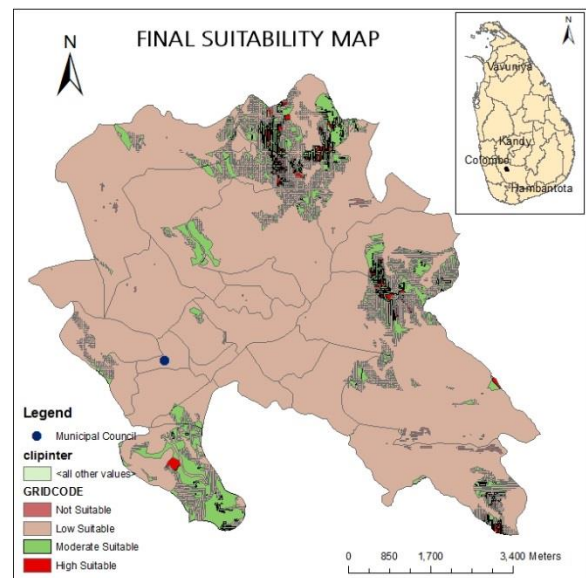 FINAL SUITABILITY MAP
N
N
Vavuniya
Kandy
Colombo
Hambantota
Legend
Municipal Council
clipinter
<all other values>
GRIDCODE
Not Suitable
Low Suitable
Moderate Suitable
High Suitable
0 850 1,700 3,400 Meters